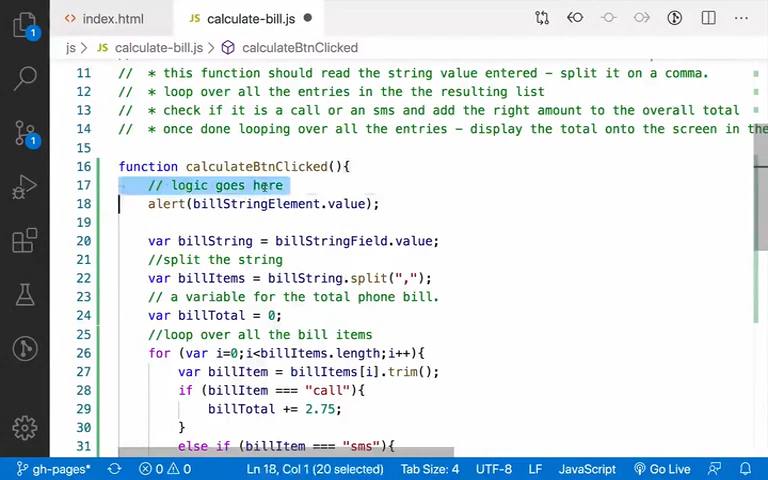 index.html
JS calculate-bill.js
js > JS calculate-bill.js > calculateBtnClicked
11 // * this function should read the string value entered - split it on a comma.
12 // * loop over all the entries in the the resulting list
13 // * check if it is a call or an sms and add the right amount to the overall total
14 // * once done looping over all the entries - display the total onto the screen in the
15
16 function calculateBtnClicked(){
17 // logic goes here
18 alert(billStringElement.value);
19
20 var billString = billStringField.value;
21 //split the string
22 var billItems = billString.split(",");
23 // a variable for the total phone bill.
24 var billTotal = 0;
25 //loop over all the bill items
26 for (var i=0;i<billItems.length;i++){
27 var billItem = billItems[i].trim();
28 if (billItem === "call"){
29 billTotal += 2.75;
30 }
31 else if (billItem === "sms"){
1
1
gh-pages* 0 0 Ln 18, Col 1 (20 selected) Tab Size: 4 UTF-8 LF JavaScript Go Live